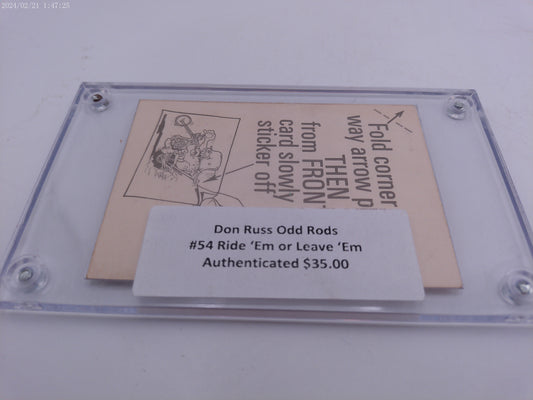 2024/02/21 1:47:25
Fold corner
way arrow p
THEN
from FRON
card slowly
sticker off
Don Russ Odd Rods
#54 Ride 'Em or Leave 'Em
Authenticated $35.00